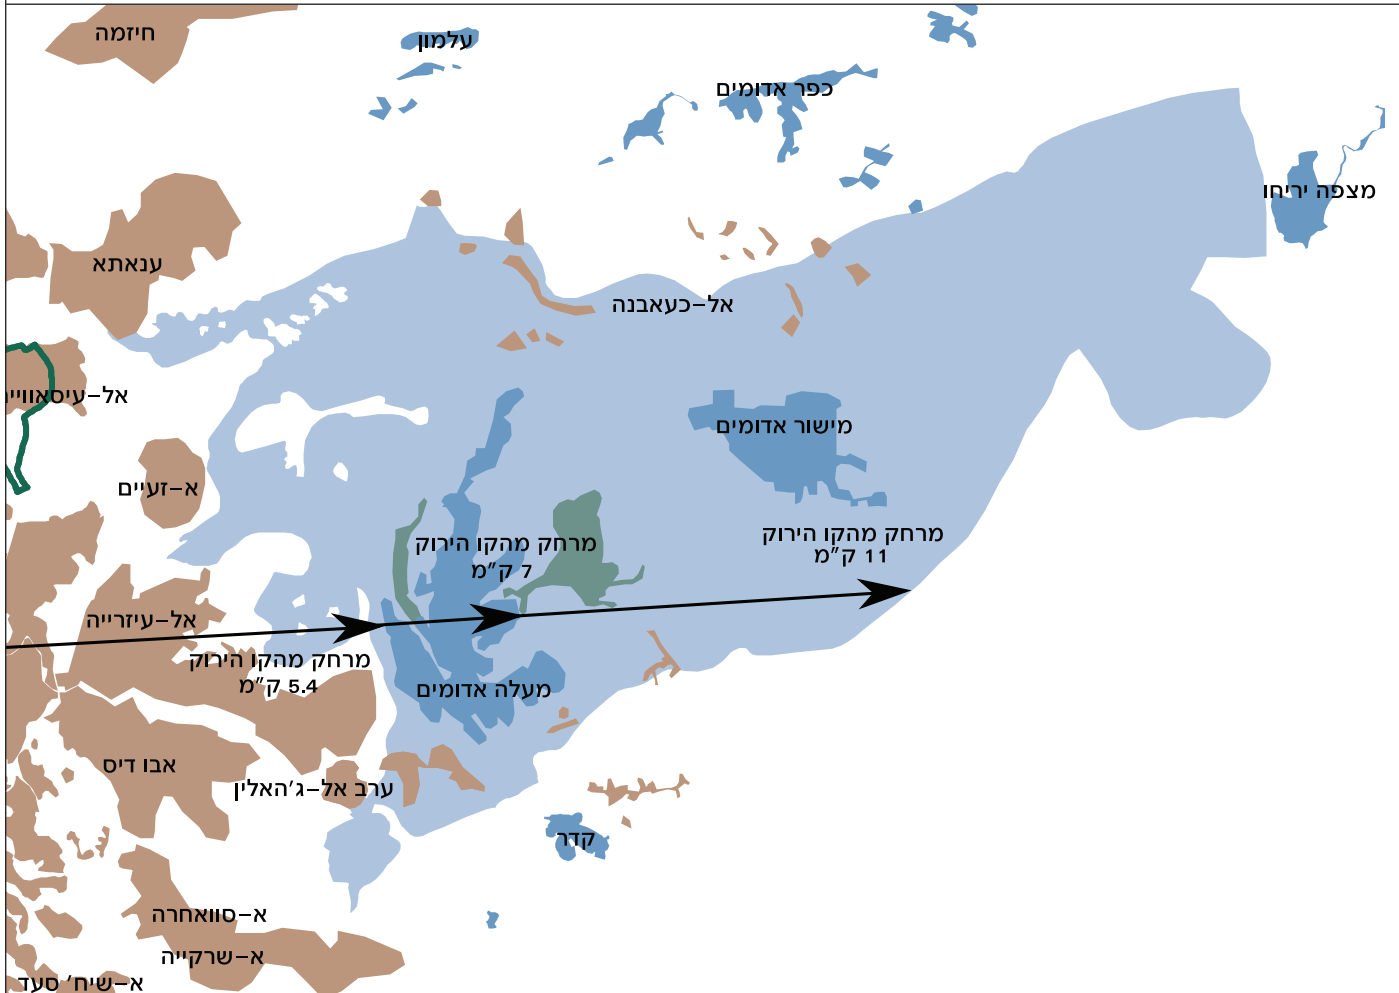 חיזמה
עלמון
כפר אדומים
מצפה יריחו
ענאתא
אל-כעאבנה
אל-עיסאווייה
מישור אדומים
א-זעיים
מרחק מהקו הירוק
11 ק"מ
מרחק מהקו הירוק
7 ק"מ
אל-עיזרייה
מרחק מהקו הירוק
5.4 ק"מ
מעלה אדומים
אבו דיס
ערב אל-ג'האלין
קדר
א-סוואחרה
א-שרקייה
א-שיח' סעד